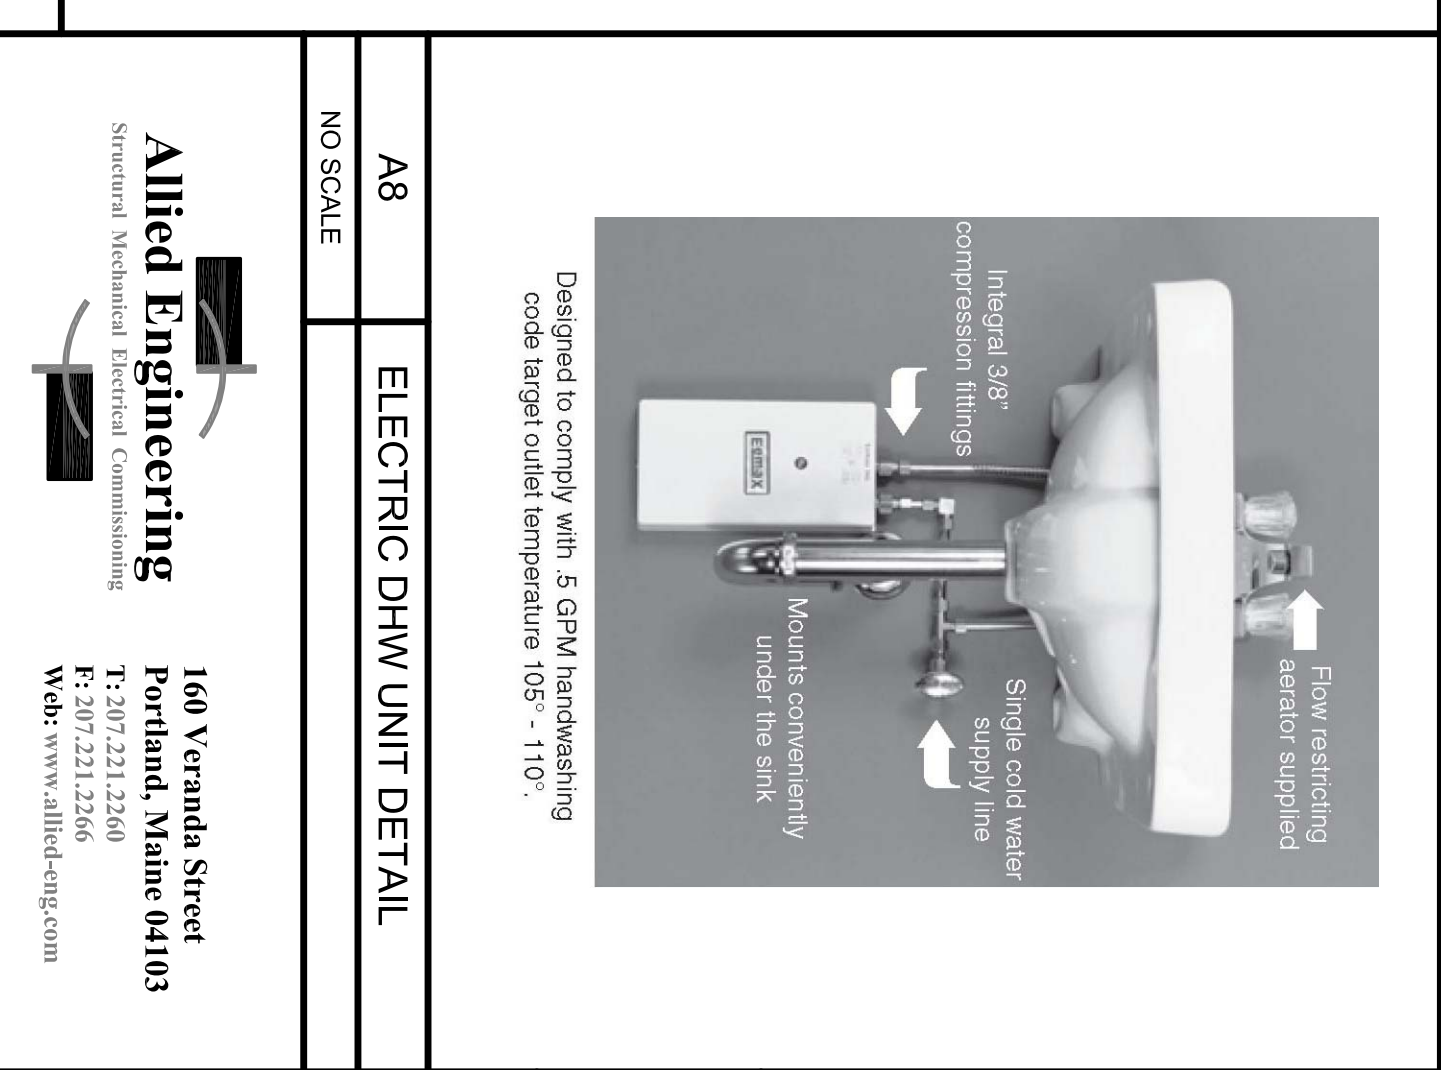 Flow restricting
aerator supplied
Integral 3/8”
compression fittings
Single cold water
supply line
EemaX
Mounts conveniently
under the sink
Designed to comply with .5 GPM handwashing
code target outlet temperature 105° - 110°.
A8
ELECTRIC DHW UNIT DETAIL
NO SCALE
Allied Engineering
Structural Mechanical Electrical Commissioning
160 Veranda Street
Portland, Maine 04103
T: 207.221.2260
F: 207.221.2266
Web: www.allied-eng.com